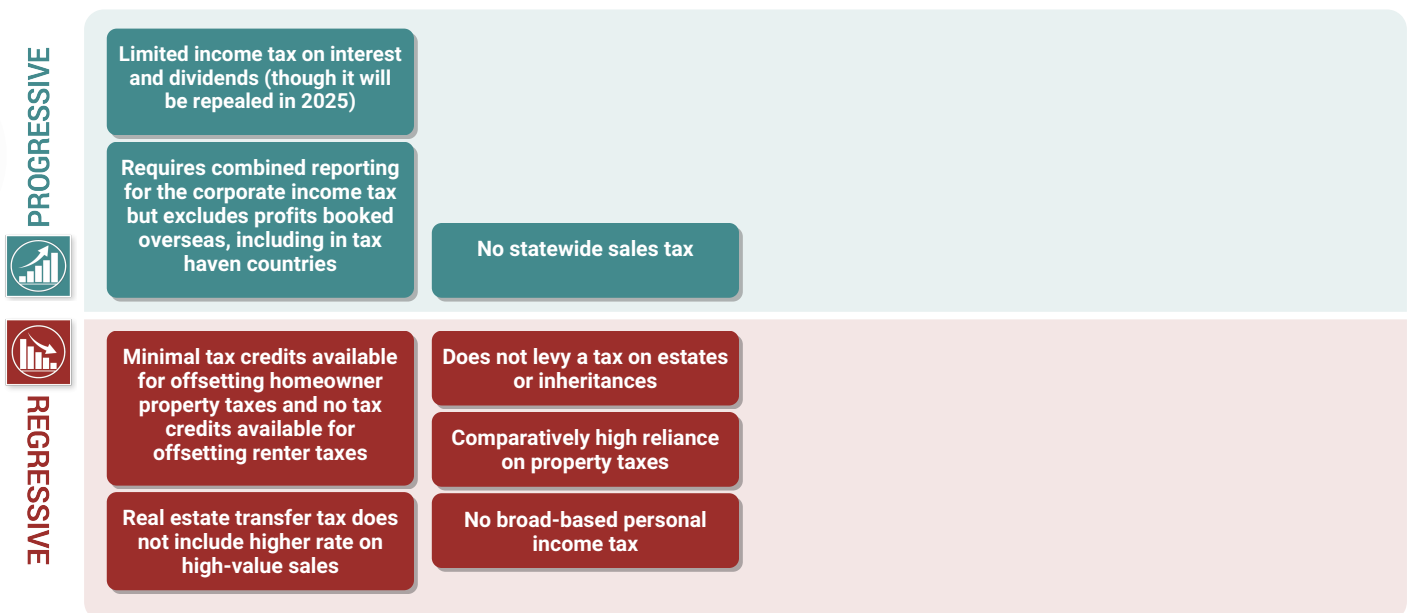 PROGRESSIVE
Limited income tax on interest
and dividends (though it will
be repealed in 2025)
Requires combined reporting
for the corporate income tax
but excludes profits booked
overseas, including in tax
haven countries
No statewide sales tax
REGRESSIVE
Minimal tax credits available
for offsetting homeowner
property taxes and no tax
credits available for
offsetting renter taxes
Real estate transfer tax does
not include higher rate on
high-value sales
Does not levy a tax on estates
or inheritances
Comparatively high reliance
on property taxes
No broad-based personal
income tax